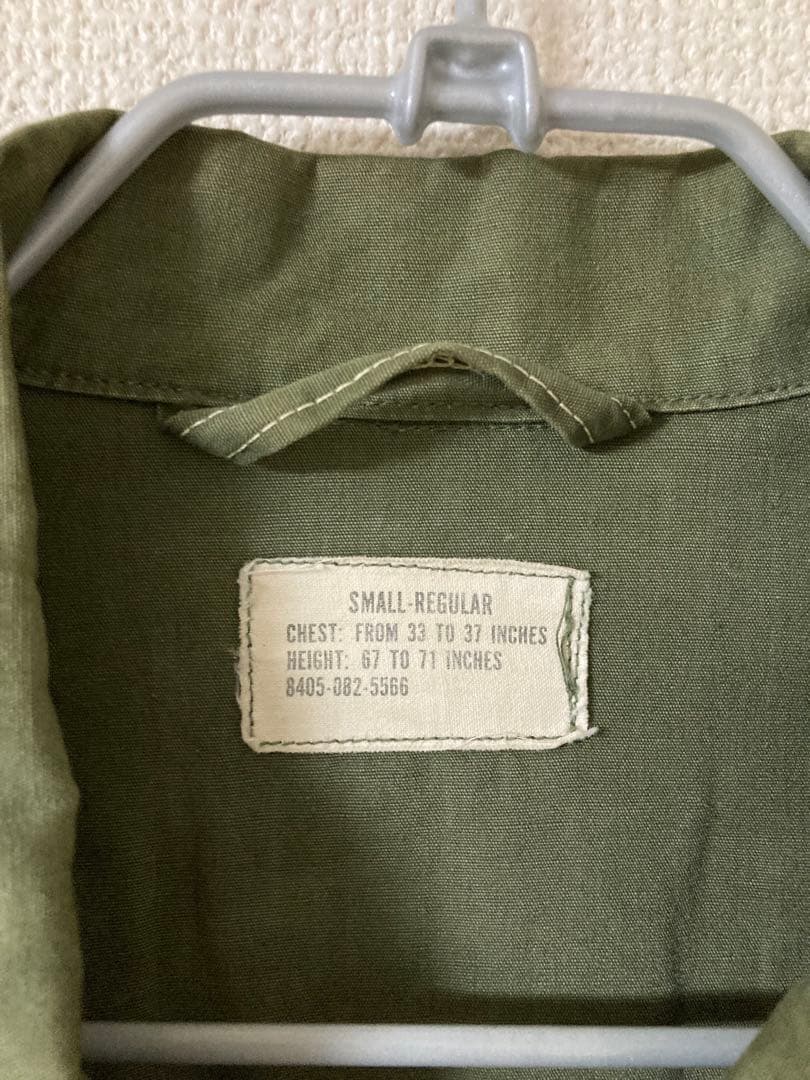 SMALL-REGULAR
CHEST: FROM 33 TO 37 INCHES
HEIGHT: 67 TO 71 INCHES
8405-082-5566